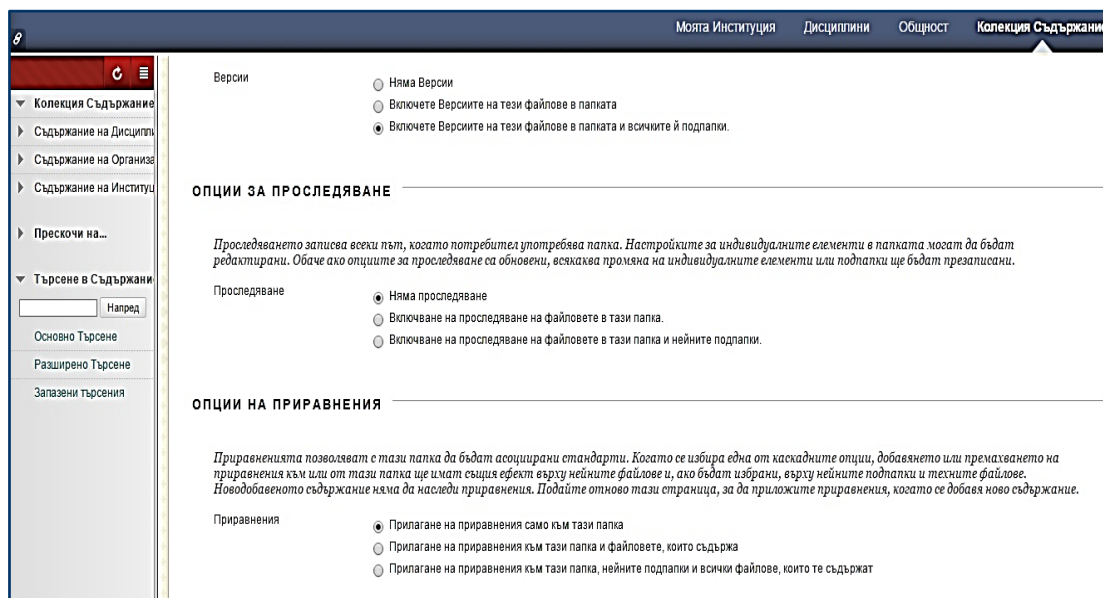 Моята Институция Дисциплини Общност Колекция Съдържание
Колекция Съдържание
Съдържание на Дисципли
Съдържание на Организа
Съдържание на Институц
Прескочи на...
Търсене в Съдържани
Напред
Основно Търсене
Разширено Търсене
Запазени търсения
Версии
Няма Версии
Включете Версиите на тези файлове в папката
Включете Версиите на тези файлове в папката и всичките й подпапки.
ОПЦИИ ЗА ПРОСЛЕДЯВАНЕ
Проследяването записва всеки път, когато потребител употребява папка. Настройките за индивидуалните елементи в папката могат да бъдат
редактирани. Обаче ако опциите за проследяване са обновени, всякаква промяна на индивидуалните елементи или подпапки ще бъдат презаписани.
Проследяване
Няма проследяване
Включване на проследяване на файловете в тази папка.
Включване на проследяване на файловете в тази папка и нейните подпапки.
ОПЦИИ НА ПРИРАВНЕНИЯ
Приравненията позволяват с тази папка да бъдат асоциирани стандарти. Когато се избира една от каскадните опции, добавянето или премахването на
приравнения към или от тази папка ще имат същия ефект върху нейните файлове и, ако бъдат избрани, върху нейните подпапки и техните файлове.
Новодобавеното съдържание няма да наследи приравнения. Подайте отново тази страница, за да приложите приравнения, когато се добавя ново съдържание.
Приравнения
Прилагане на приравнения само към тази папка
Прилагане на приравнения към тази папка и файловете, които съдържа
Прилагане на приравнения към тази папка, нейните подпапки и всички файлове, които те съдържат